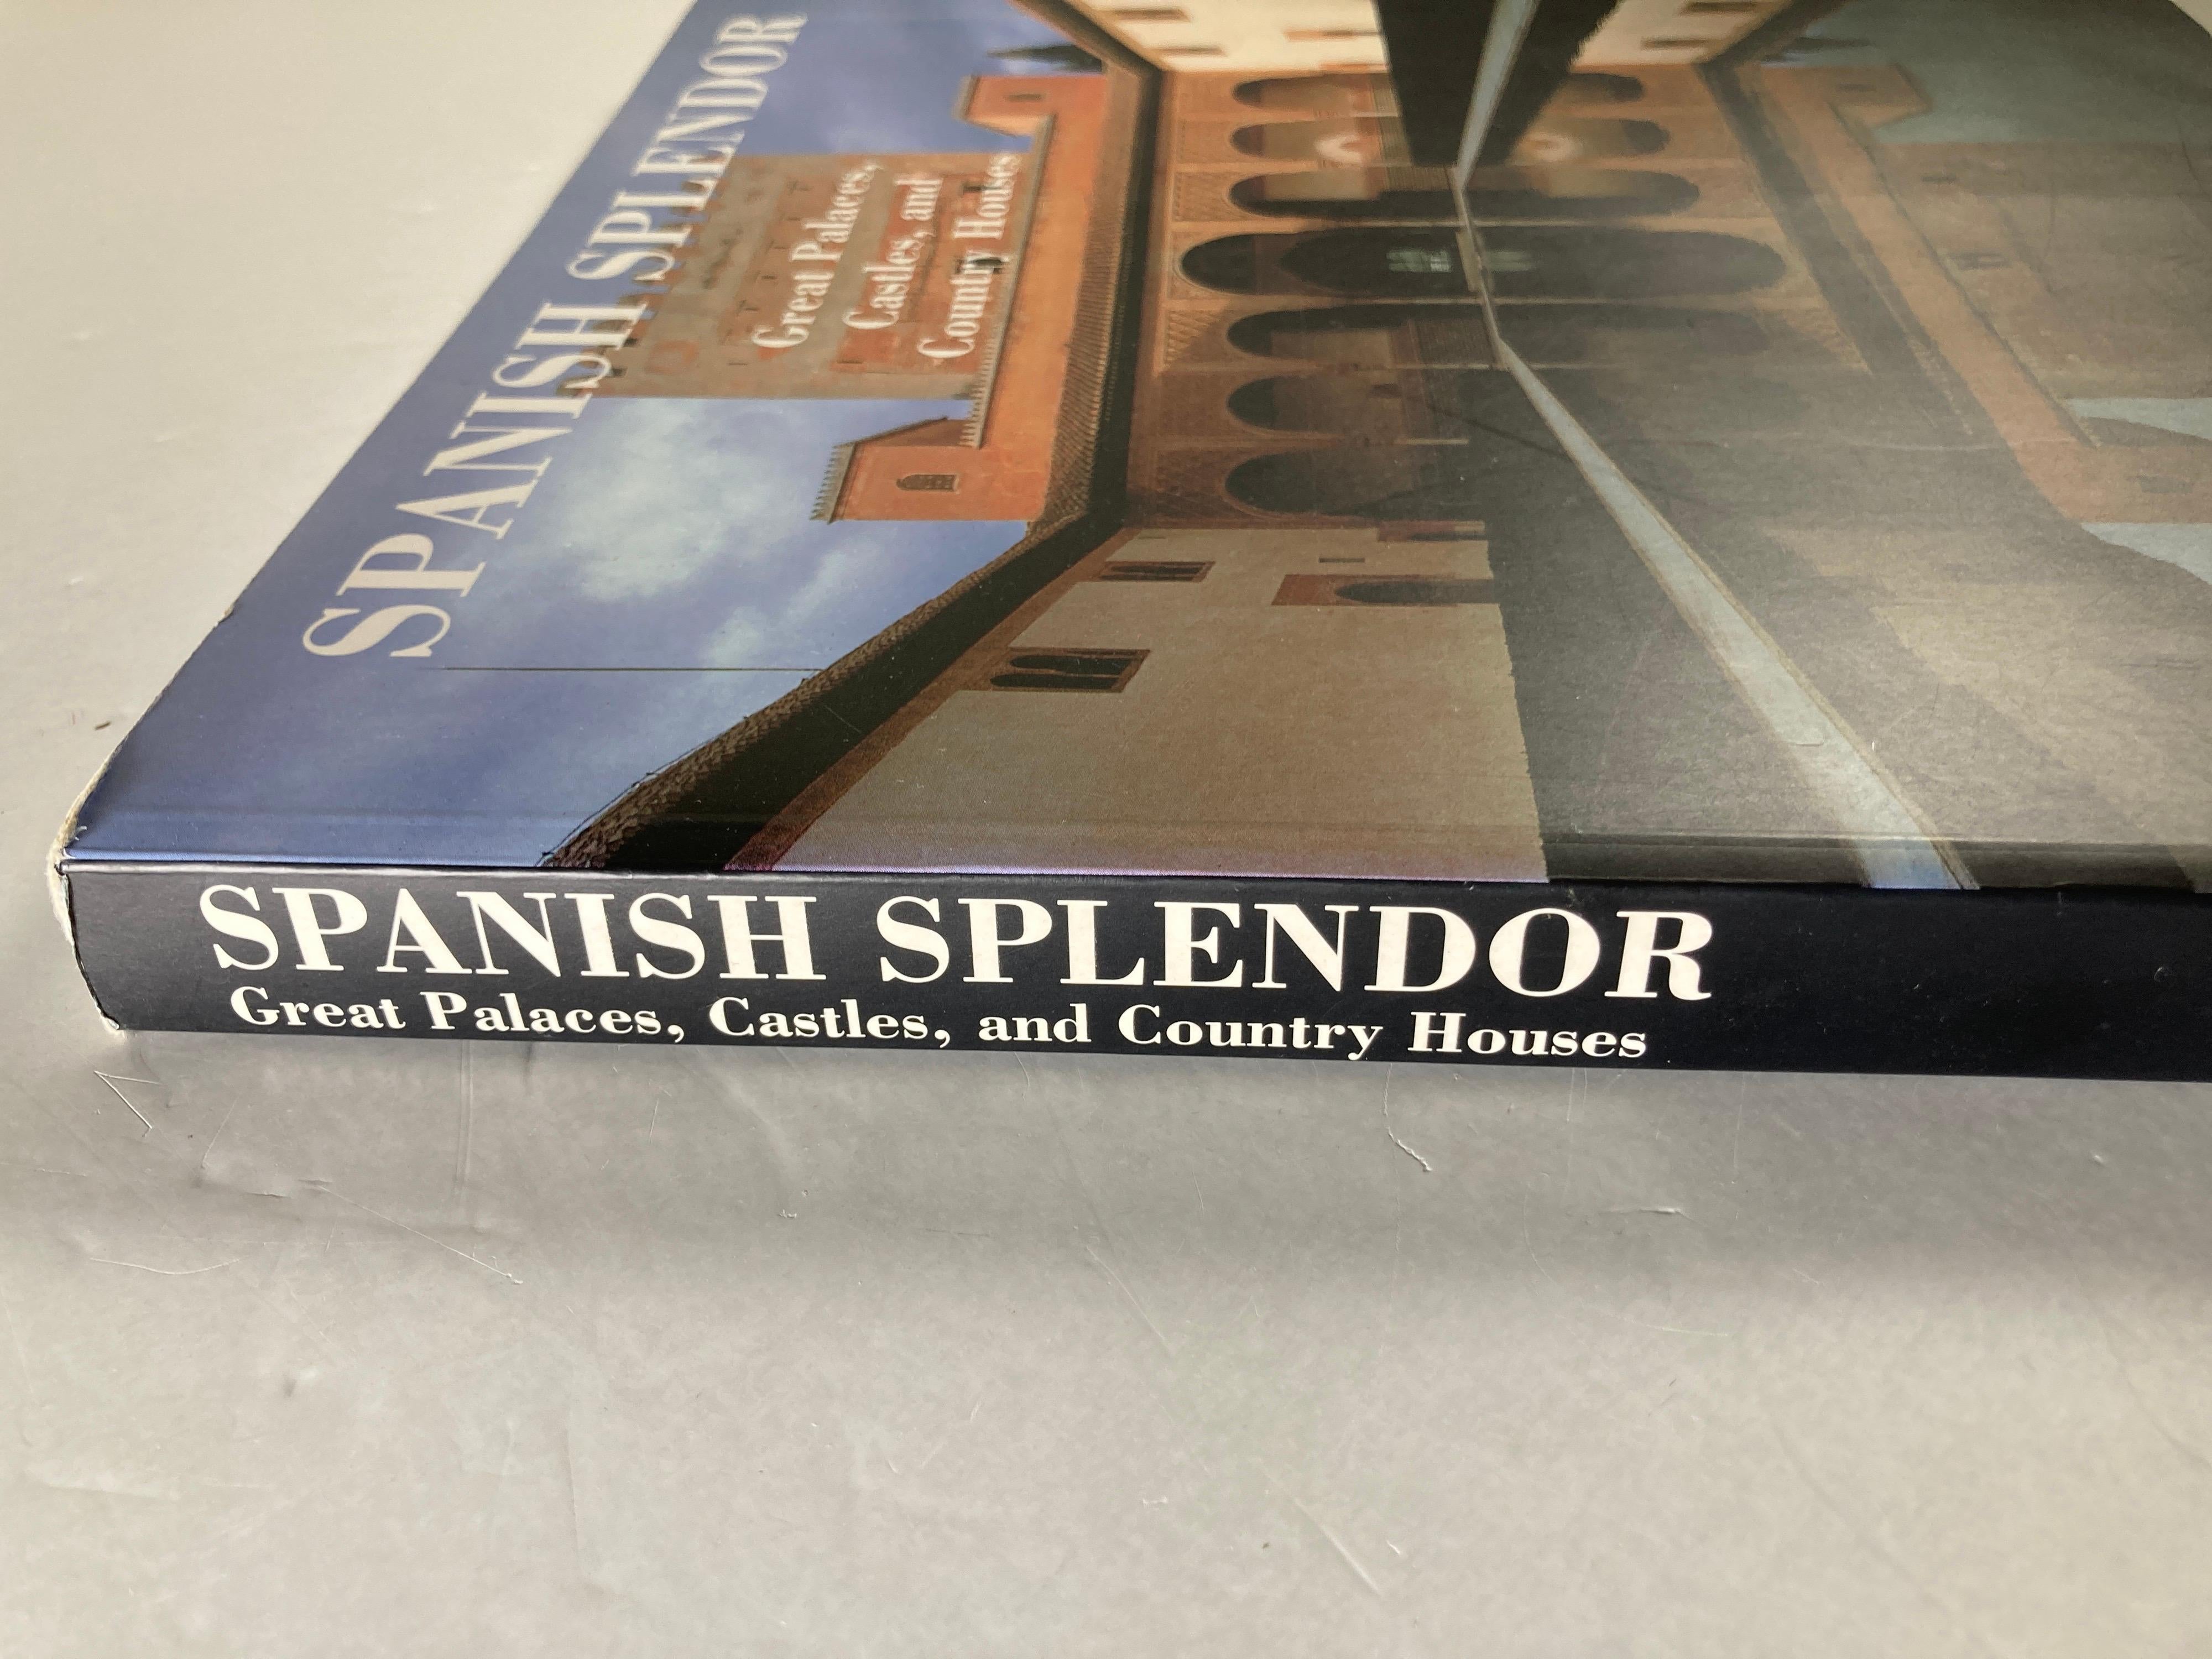 SPANISH SPLENDOR
Great Palaces,
Castles, and
Country Houses
SPANISH SPLENDOR
Great Palaces, Castles, and Country Houses